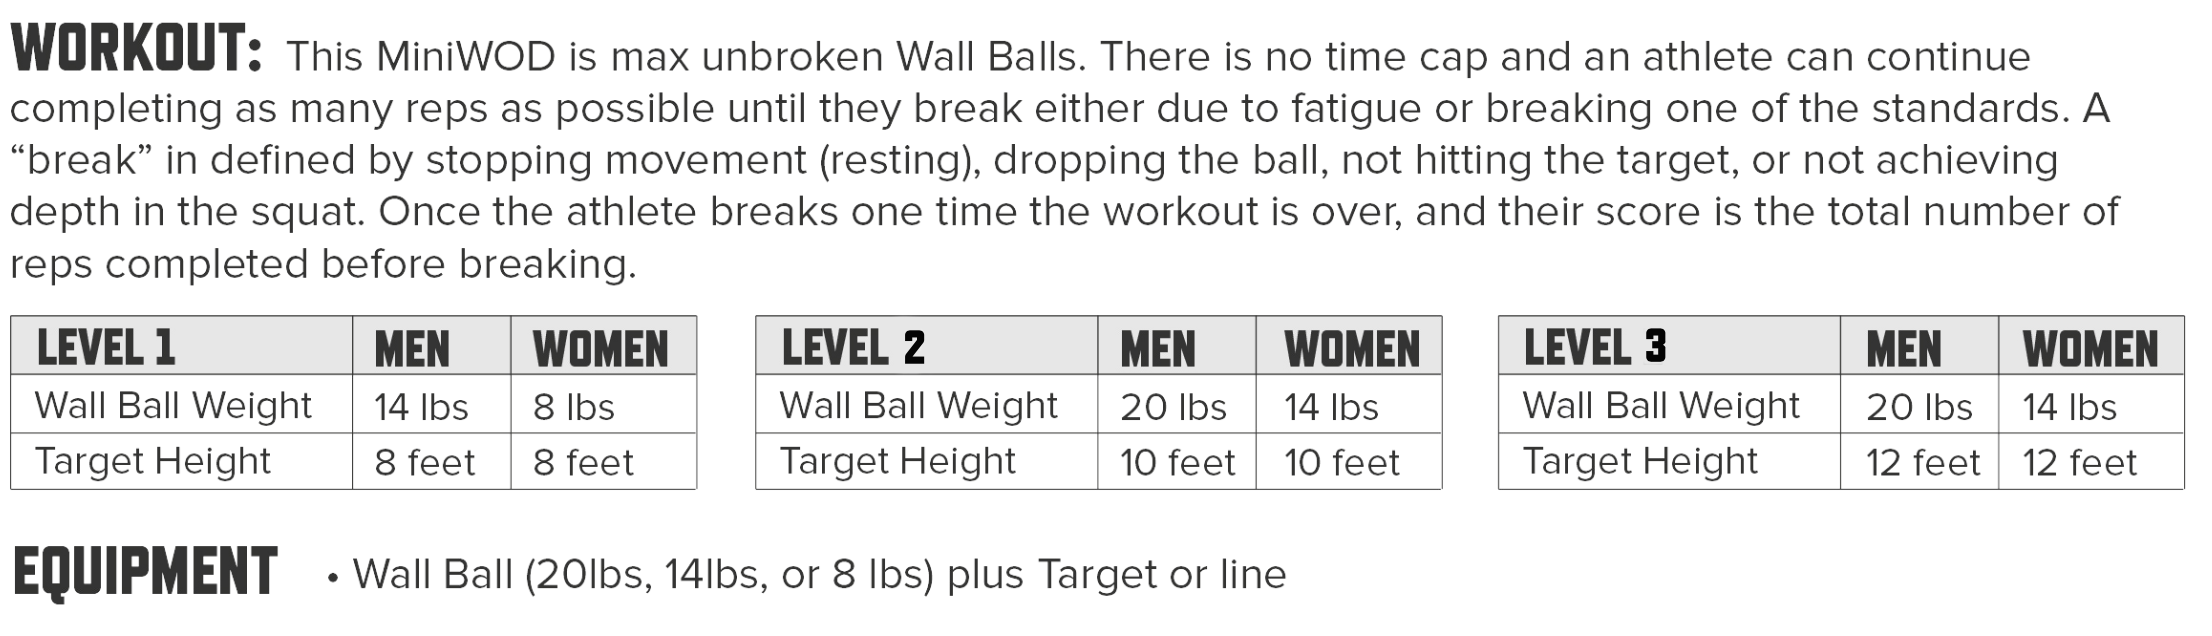 WORKOUT: This MiniWOD is max unbroken Wall Balls. There is no time cap and an athlete can continue
completing as many reps as possible until they break either due to fatigue or breaking one of the standards. A
“break” in defined by stopping movement (resting), dropping the ball, not hitting the target, or not achieving
depth in the squat. Once the athlete breaks one time the workout is over, and their score is the total number of
reps completed before breaking.
LEVEL 1 MEN WOMEN
Wall Ball Weight 14 lbs 8 lbs
Target Height 8 feet 8 feet
LEVEL 2 MEN WOMEN
Wall Ball Weight 20 lbs 14 lbs
Target Height 10 feet 10 feet
LEVEL 3 MEN WOMEN
Wall Ball Weight 20 lbs 14 lbs
Target Height 12 feet 12 feet
EQUIPMENT • Wall Ball (20lbs, 14lbs, or 8 lbs) plus Target or line